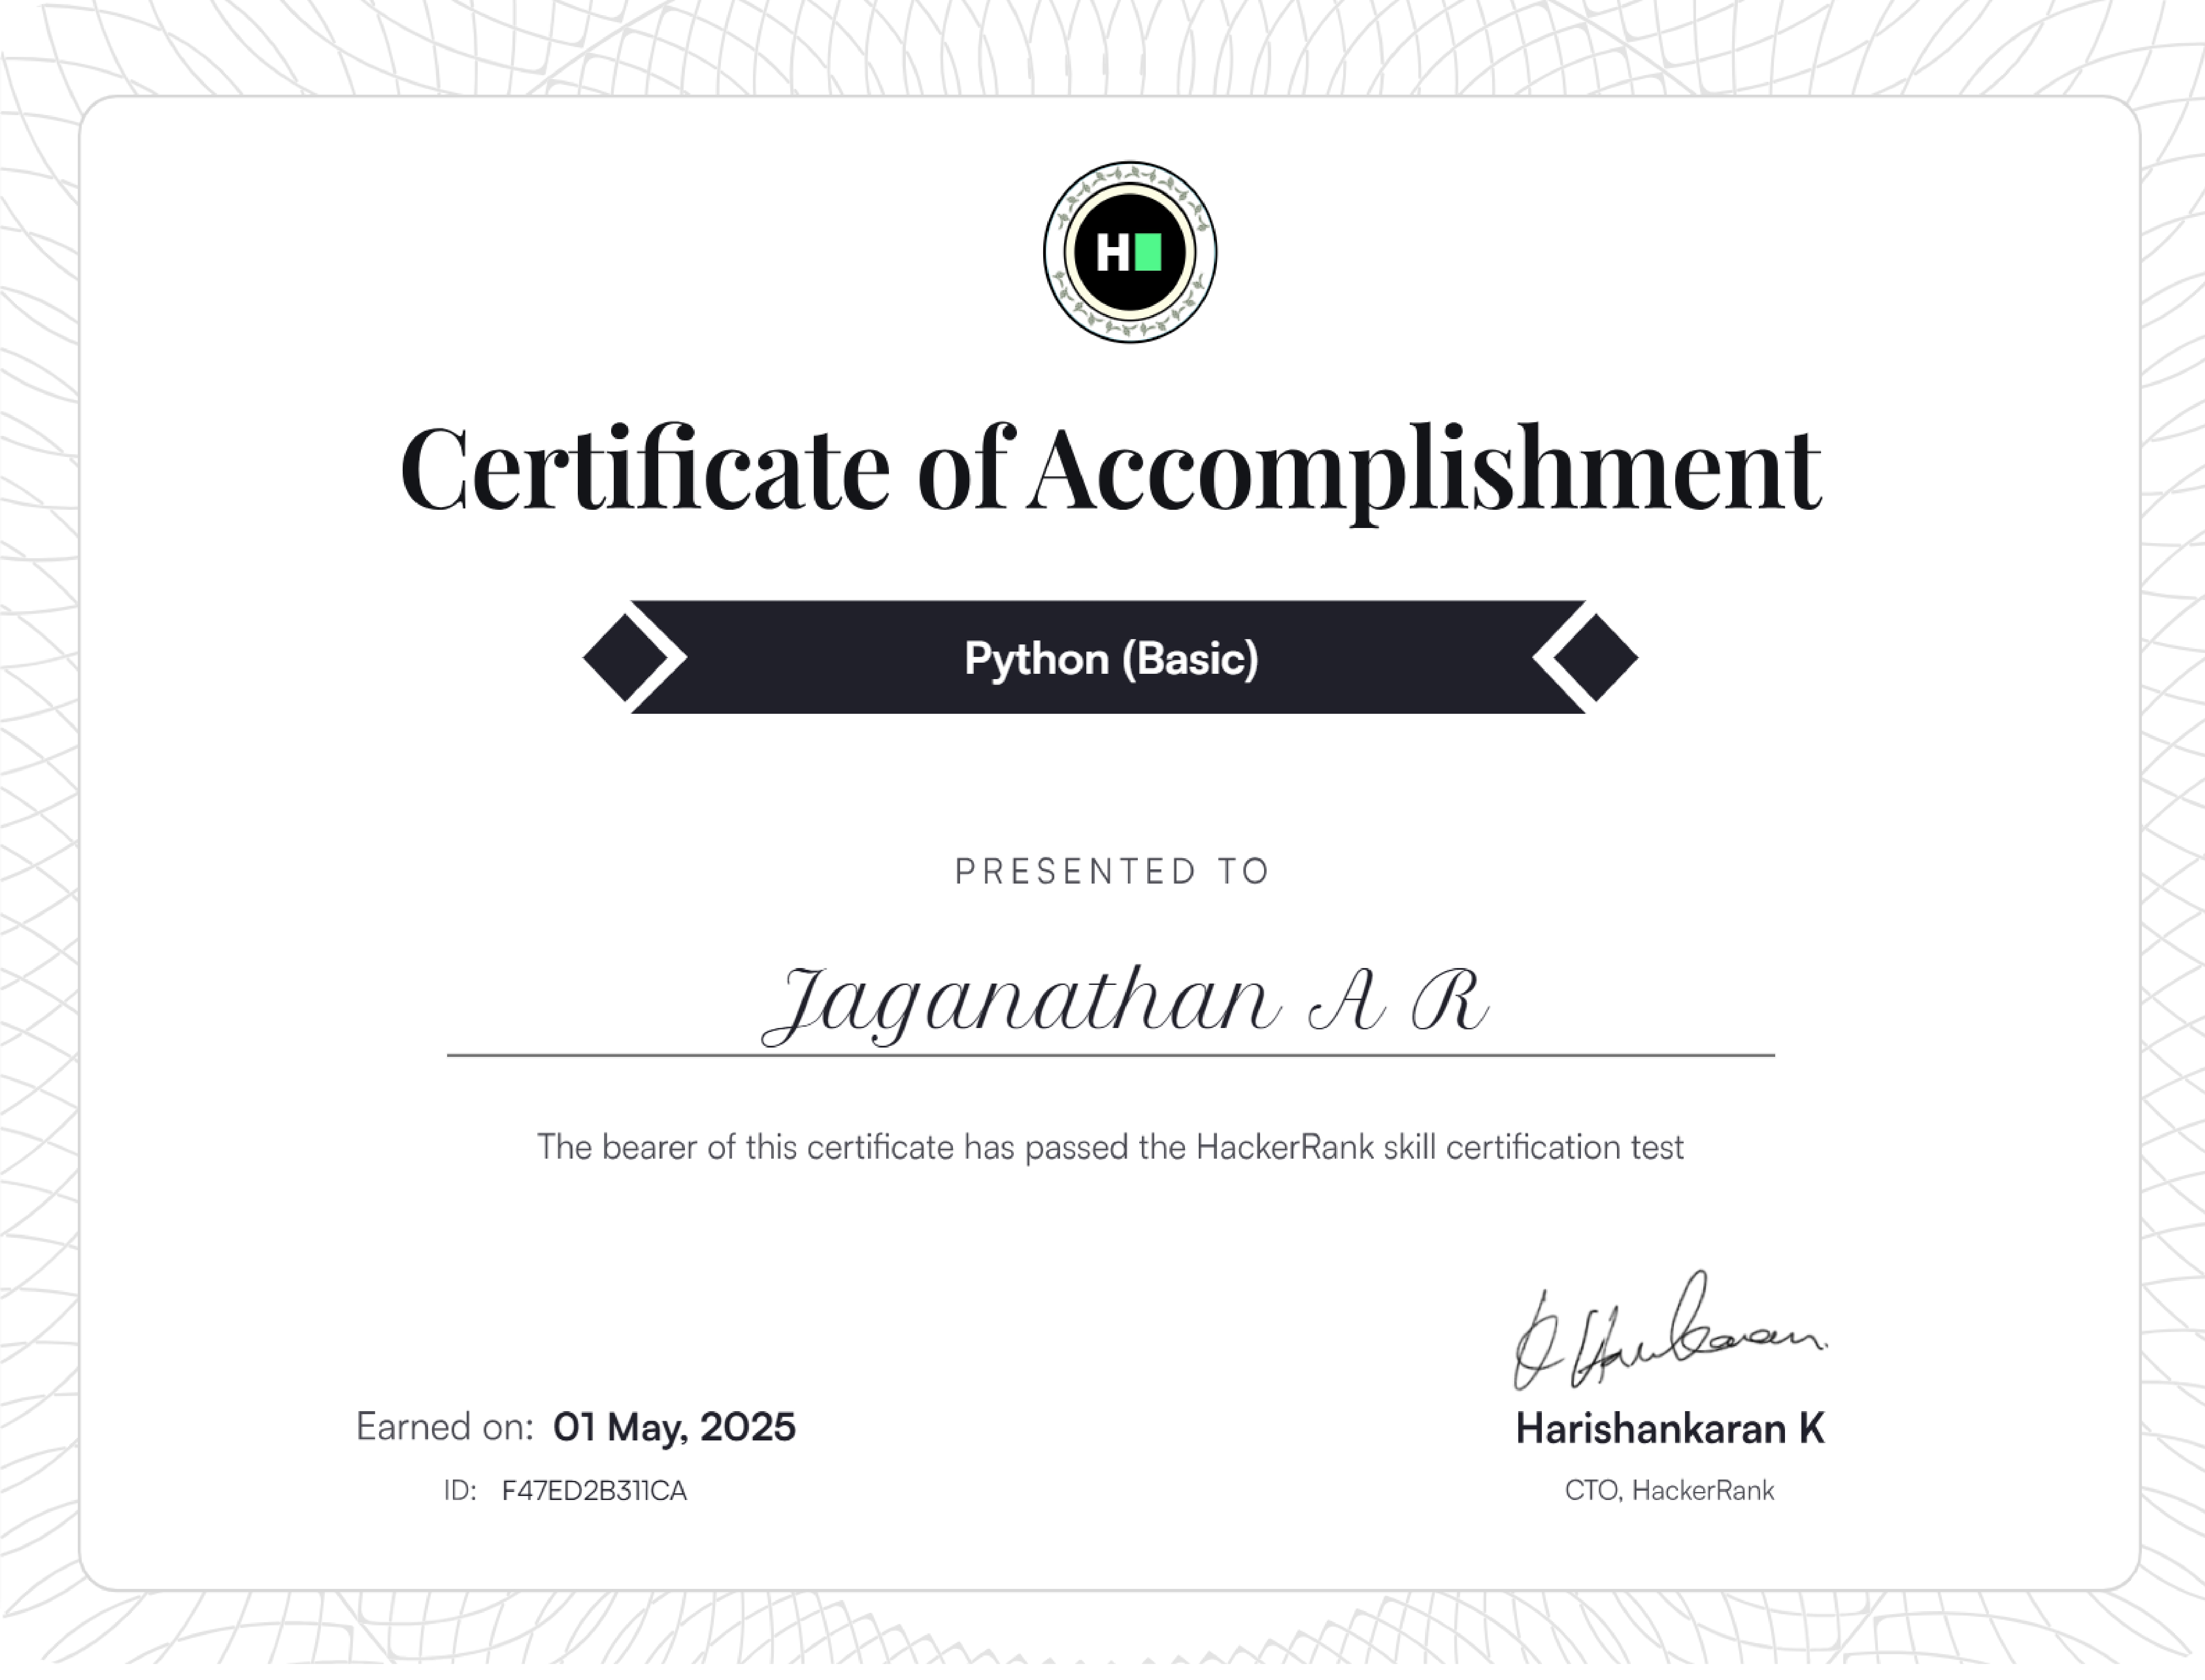 H
Certificate of Accomplishment
Python (Basic)
PRESENTED TO
Jaganathan A R
The bearer of this certificate has passed the HackerRank skill certification test
Earned on: 01 May, 2025
ID: F47ED2B311CA
Harishankaran K
CTO, HackerRank